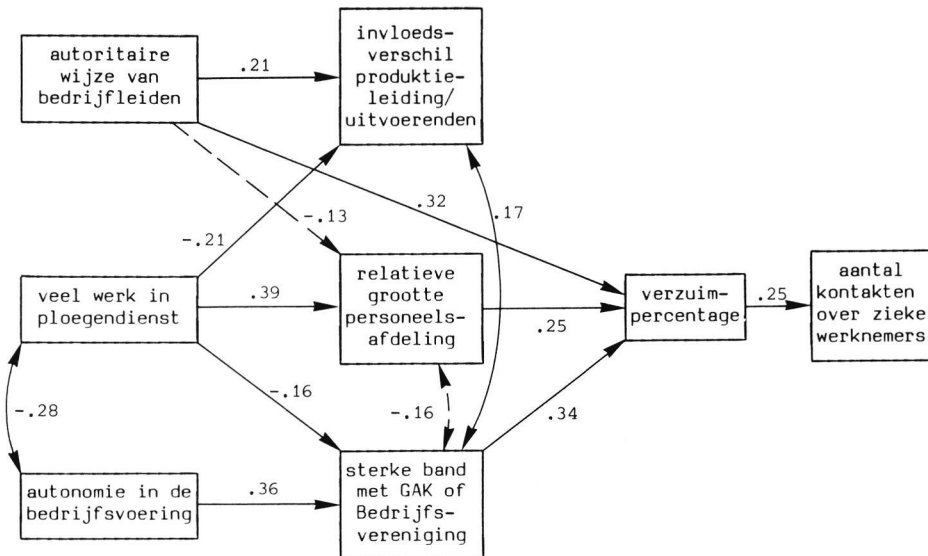 autoritaire
wijze van
bedrijfleiden
.21
invloeds-
verschil
produktie-
leiding/
uitvoerenden
.32
.17
-.13
-.21
veel werk in
ploegendienst
.39
relatieve
grootte
personeels-
afdeling
.25
verzuim-
percentage
.25
aantal
kontakten
over zieke
werknemers
-.16
-.16
.34
-.28
autonomie in de
bedrijfsvoering
.36
sterke band
met GAK of
Bedrijfs-
vereniging